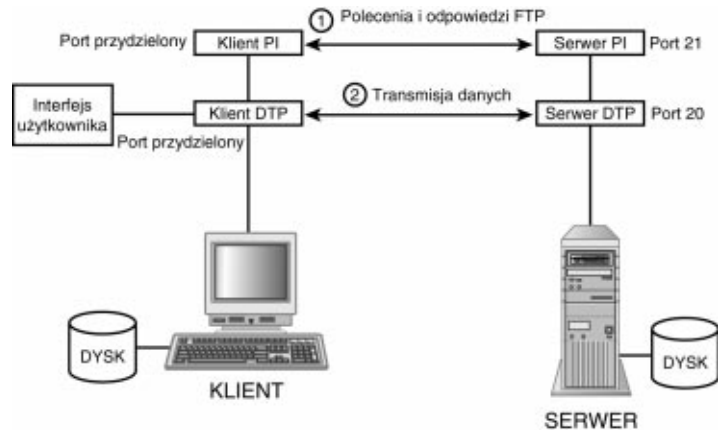 ① Polecenia i odpowiedzi FTP
Port przydzielony
Klient PI
Serwer PI
Port 21
Interfejs
użytkownika
② Transmisja danych
Klient DTP
Serwer DTP
Port 20
Port przydzielony
DYSK
KLIENT
DYSK
SERWER